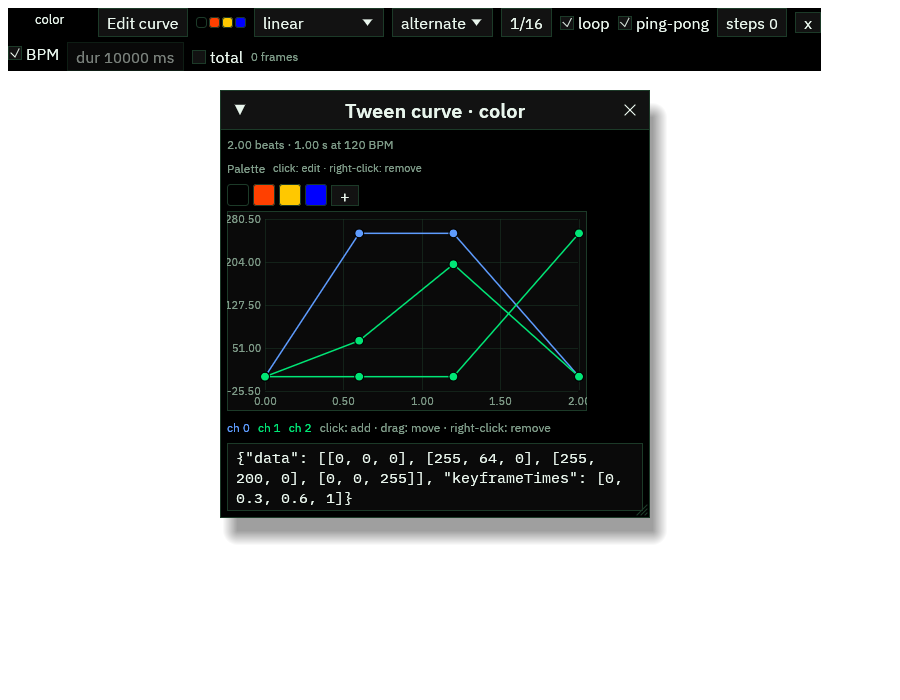 color Edit curve linear alternate 1/16 loop ping-pong steps 0 x
BPM dur 10000 ms total 0 frames
Tween curve · color
2.00 beats · 1.00 s at 120 BPM
Palette click: edit · right-click: remove
+
280.50
204.00
127.50
51.00
-25.50
0.00 0.50 1.00 1.50 2.00
ch 0 ch 1 ch 2 click: add · drag: move · right-click: remove
{"data": [[0, 0, 0], [255, 64, 0], [255,
200, 0], [0, 0, 255]], "keyframeTimes": [0,
0.3, 0.6, 1]}